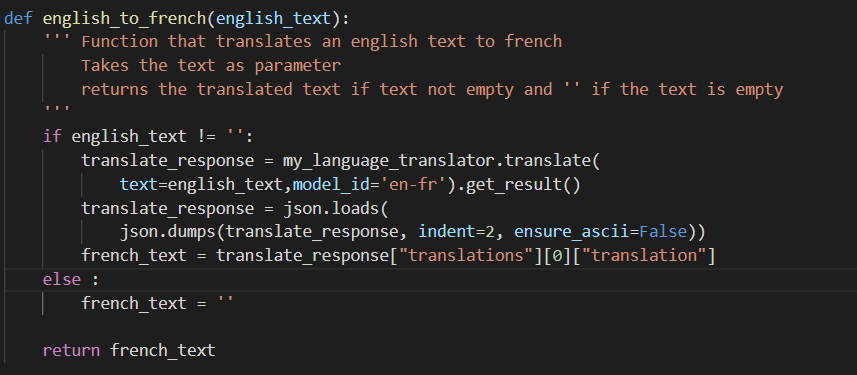 def english_to_french(english_text):
    ''' Function that translates an english text to french
        Takes the text as parameter
        returns the translated text if text not empty and '' if the text is empty
    '''
    if english_text != '':
        translate_response = my_language_translator.translate(
            text=english_text,model_id='en-fr').get_result()
        translate_response = json.loads(
            json.dumps(translate_response, indent=2, ensure_ascii=False))
        french_text = translate_response["translations"][0]["translation"]
    else :
        french_text = ''

    return french_text